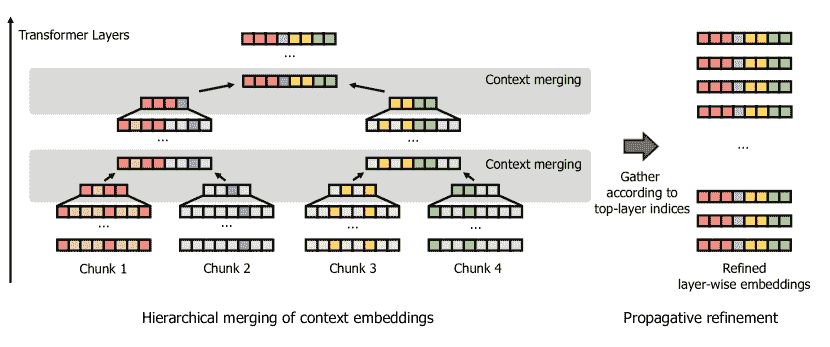 Transformer Layers
...
Context merging
...
...
Context merging
...
...
...
...
Chunk 1
Chunk 2
Chunk 3
Chunk 4
Hierarchical merging of context embeddings
Gather
according to
top-layer indices
...
Refined
layer-wise embeddings
Propagative refinement